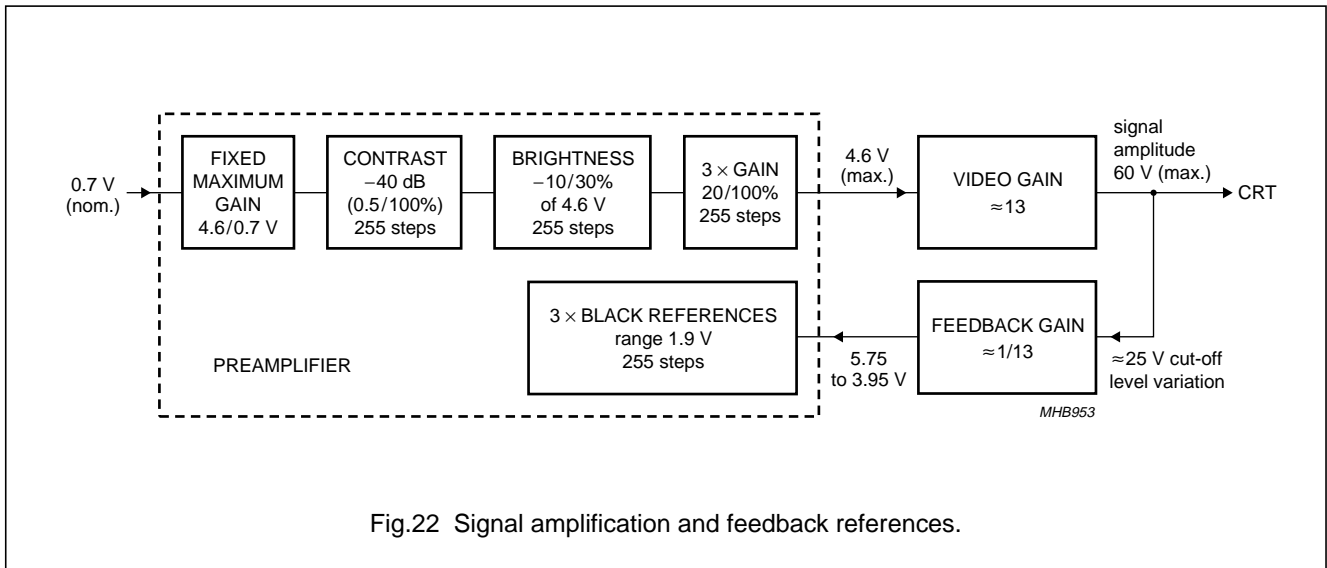 0.7 V
(nom.)
FIXED
MAXIMUM
GAIN
4.6/0.7 V
CONTRAST
−40 dB
(0.5/100%)
255 steps
BRIGHTNESS
−10/30%
of 4.6 V
255 steps
3 × GAIN
20/100%
255 steps
4.6 V
(max.)
VIDEO GAIN
≈13
signal
amplitude
60 V (max.)
CRT
3 × BLACK REFERENCES
range 1.9 V
255 steps
PREAMPLIFIER
5.75
to 3.95 V
FEEDBACK GAIN
≈1/13
≈25 V cut-off
level variation
MHB953
Fig.22 Signal amplification and feedback references.